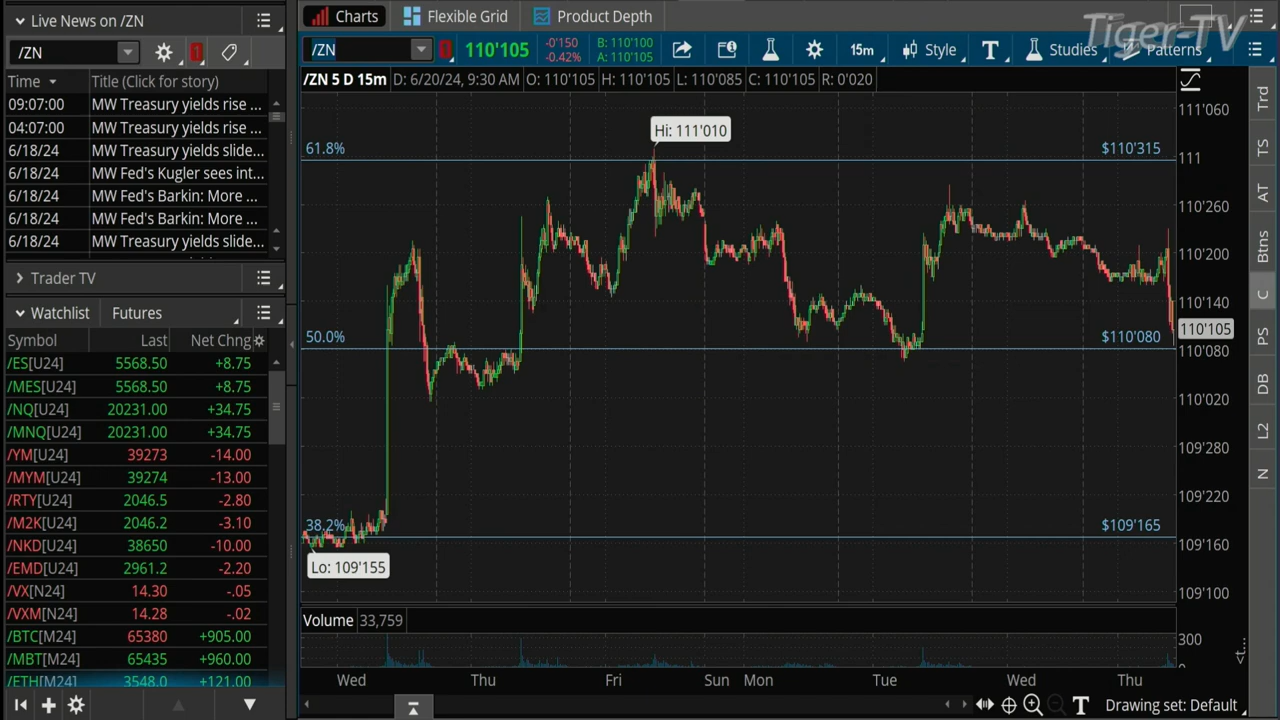 Live News on /ZN
/ZN
1
Time Title (Click for story)
09:07:00 MW Treasury yields rise ...
04:07:00 MW Treasury yields rise ...
6/18/24 MW Treasury yields slide...
6/18/24 MW Fed's Kugler sees int...
6/18/24 MW Fed's Barkin: More ...
6/18/24 MW Fed's Barkin: More ...
6/18/24 MW Treasury yields slide...
Trader TV
Watchlist Futures
Symbol Last Net Chng
/ES[U24] 5568.50 +8.75
/MES[U24] 5568.50 +8.75
/NQ[U24] 20231.00 +34.75
/MNQ[U24] 20231.00 +34.75
/YM[U24] 39273 -14.00
/MYM[U24] 39274 -13.00
/RTY[U24] 2046.5 -2.80
/M2K[U24] 2046.2 -3.10
/NKD[U24] 38650 -10.00
/EMD[U24] 2961.2 -2.20
/VX[N24] 14.30 -.05
/VXM[N24] 14.28 -.02
/BTC[M24] 65380 +905.00
/MBT[M24] 65435 +960.00
/ETH[M24] 3548.0 +121.00
Charts Flexible Grid Product Depth
Tiger-TV
/ZN 1 110'105 -0'150 B: 110'100
-0.42% A: 110'105
15m Style T Studies Patterns
/ZN 5 D 15m D: 6/20/24, 9:30 AM O: 110'105 H: 110'105 L: 110'085 C: 110'105 R: 0'020
111'060
Hi: 111'010
61.8% $110'315
111
110'260
110'200
110'140
110'105
50.0% $110'080
110'080
110'020
109'280
109'220
38.2% $109'165
109'160
Lo: 109'155
109'100
Volume 33,759
300
0
<t...
Wed Thu Fri Sun Mon Tue Wed Thu
T Drawing set: Default
Trd
TS
AT
Btns
C
PS
DB
L2
N